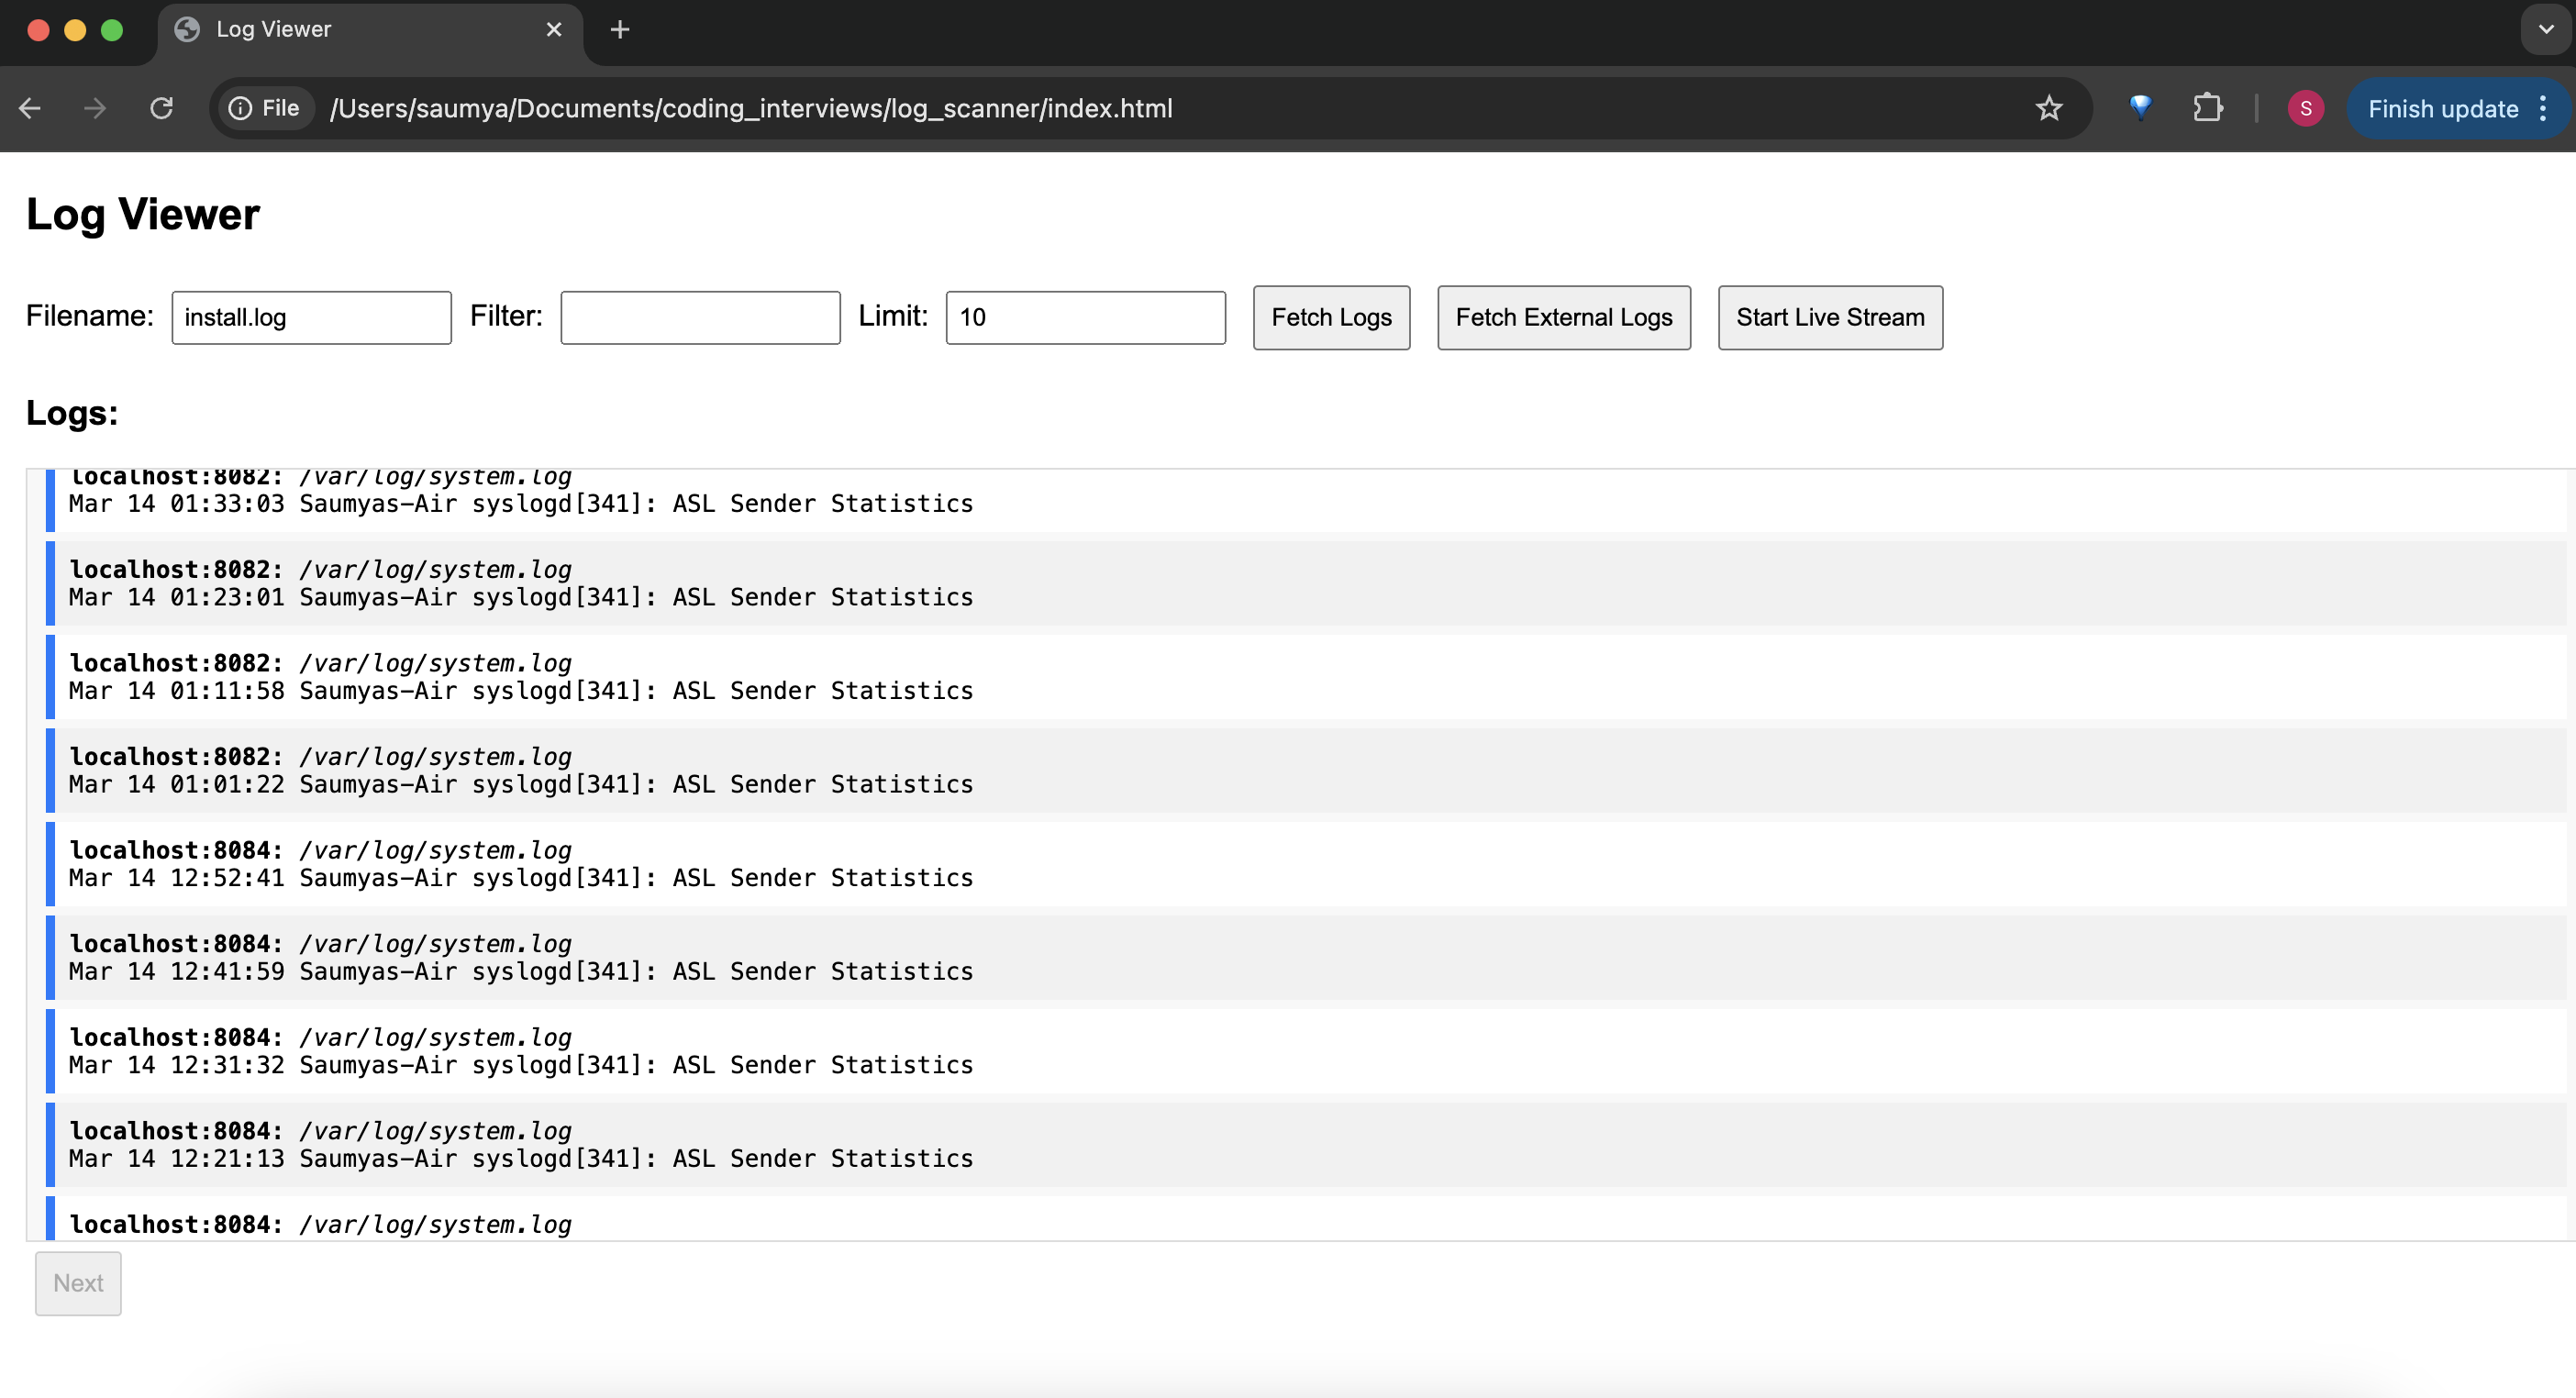 Log Viewer
File /Users/saumya/Documents/coding_interviews/log_scanner/index.html
S
Finish update
Log Viewer
Filename: install.log Filter: Limit: 10 Fetch Logs Fetch External Logs Start Live Stream
Logs:
localhost:8082: /var/log/system.log
Mar 14 01:33:03 Saumyas-Air syslogd[341]: ASL Sender Statistics
localhost:8082: /var/log/system.log
Mar 14 01:23:01 Saumyas-Air syslogd[341]: ASL Sender Statistics
localhost:8082: /var/log/system.log
Mar 14 01:11:58 Saumyas-Air syslogd[341]: ASL Sender Statistics
localhost:8082: /var/log/system.log
Mar 14 01:01:22 Saumyas-Air syslogd[341]: ASL Sender Statistics
localhost:8084: /var/log/system.log
Mar 14 12:52:41 Saumyas-Air syslogd[341]: ASL Sender Statistics
localhost:8084: /var/log/system.log
Mar 14 12:41:59 Saumyas-Air syslogd[341]: ASL Sender Statistics
localhost:8084: /var/log/system.log
Mar 14 12:31:32 Saumyas-Air syslogd[341]: ASL Sender Statistics
localhost:8084: /var/log/system.log
Mar 14 12:21:13 Saumyas-Air syslogd[341]: ASL Sender Statistics
localhost:8084: /var/log/system.log
Next